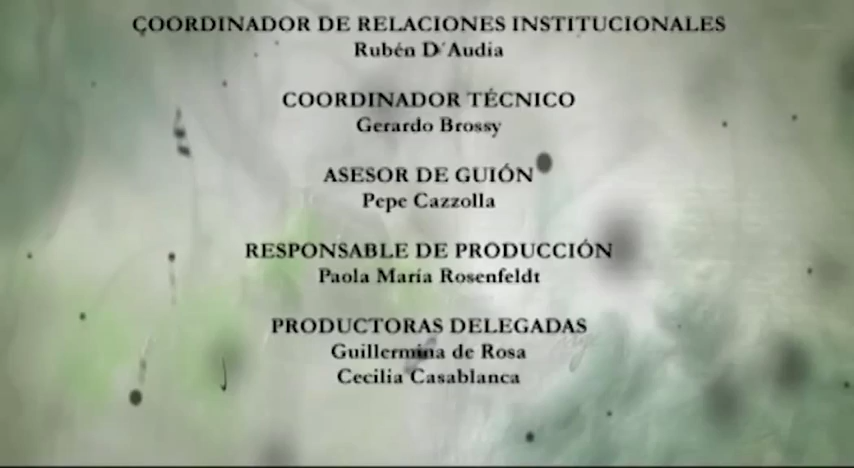 COORDINADOR DE RELACIONES INSTITUCIONALES
Rubén D´Audia
COORDINADOR TÉCNICO
Gerardo Brossy
ASESOR DE GUIÓN
Pepe Cazzolla
RESPONSABLE DE PRODUCCIÓN
Paola María Rosenfeldt
PRODUCTORAS DELEGADAS
Guillermina de Rosa
Cecilia Casablanca